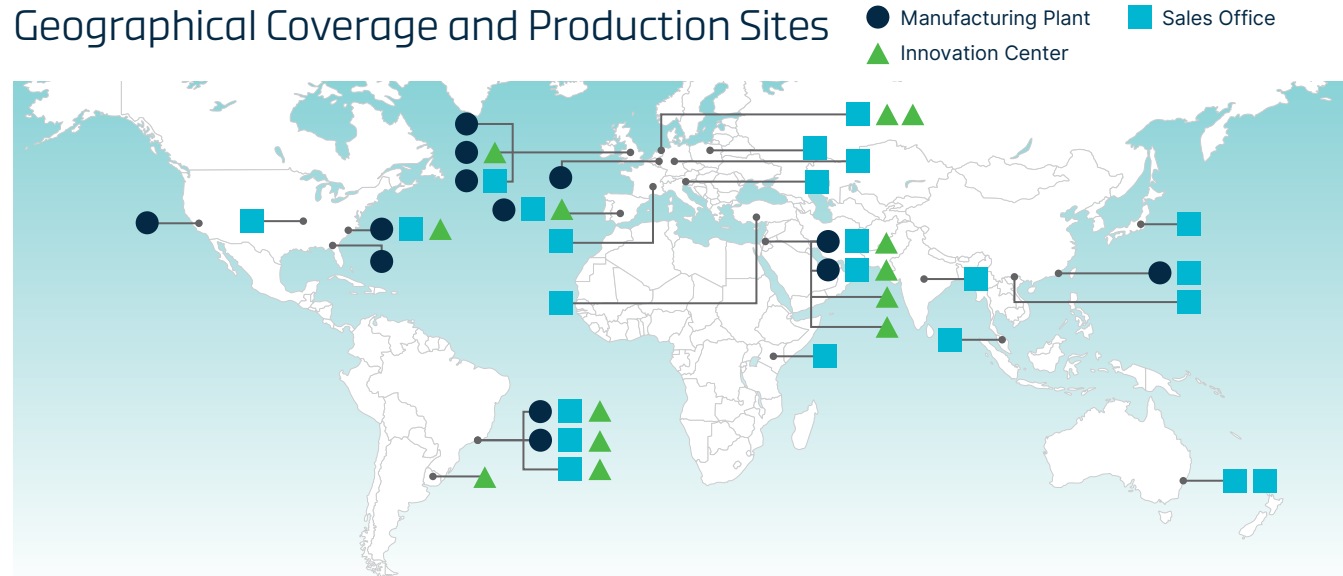 Geographical Coverage and Production Sites
Manufacturing Plant
Sales Office
Innovation Center